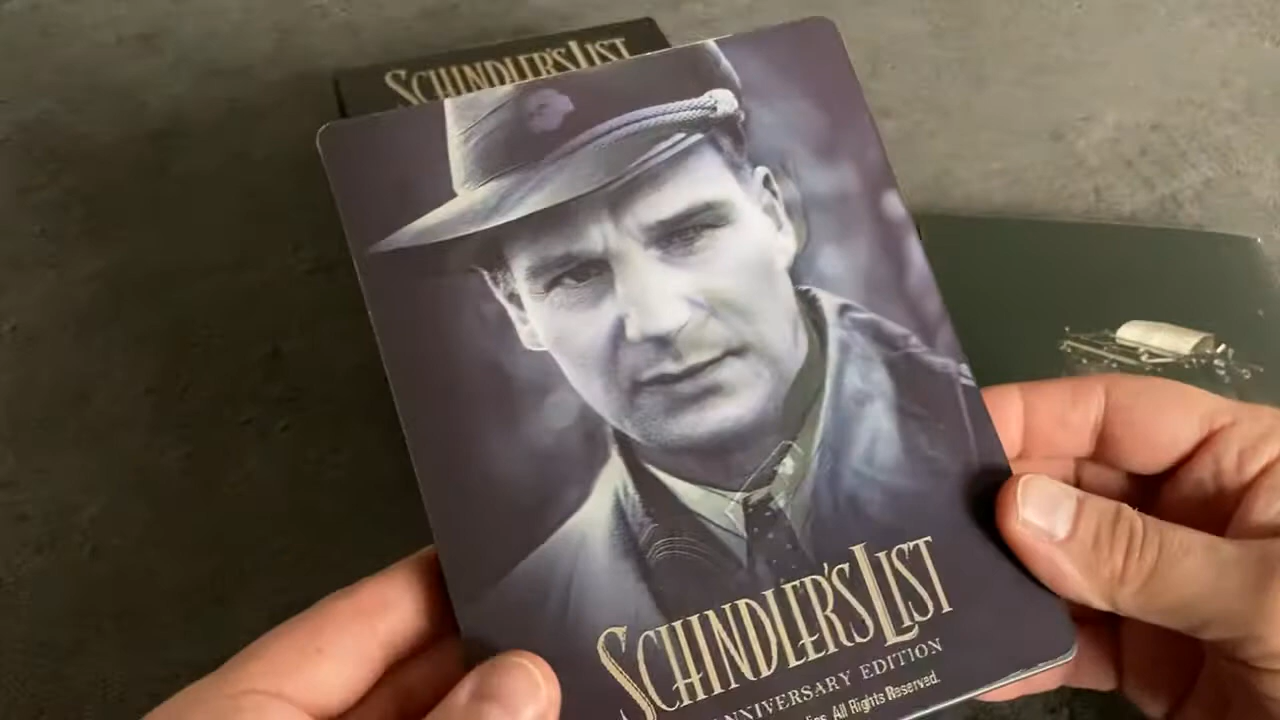 SCHINDLER'S LIST
SCHINDLER'S LIST
ANNIVERSARY EDITION
All Rights Reserved.